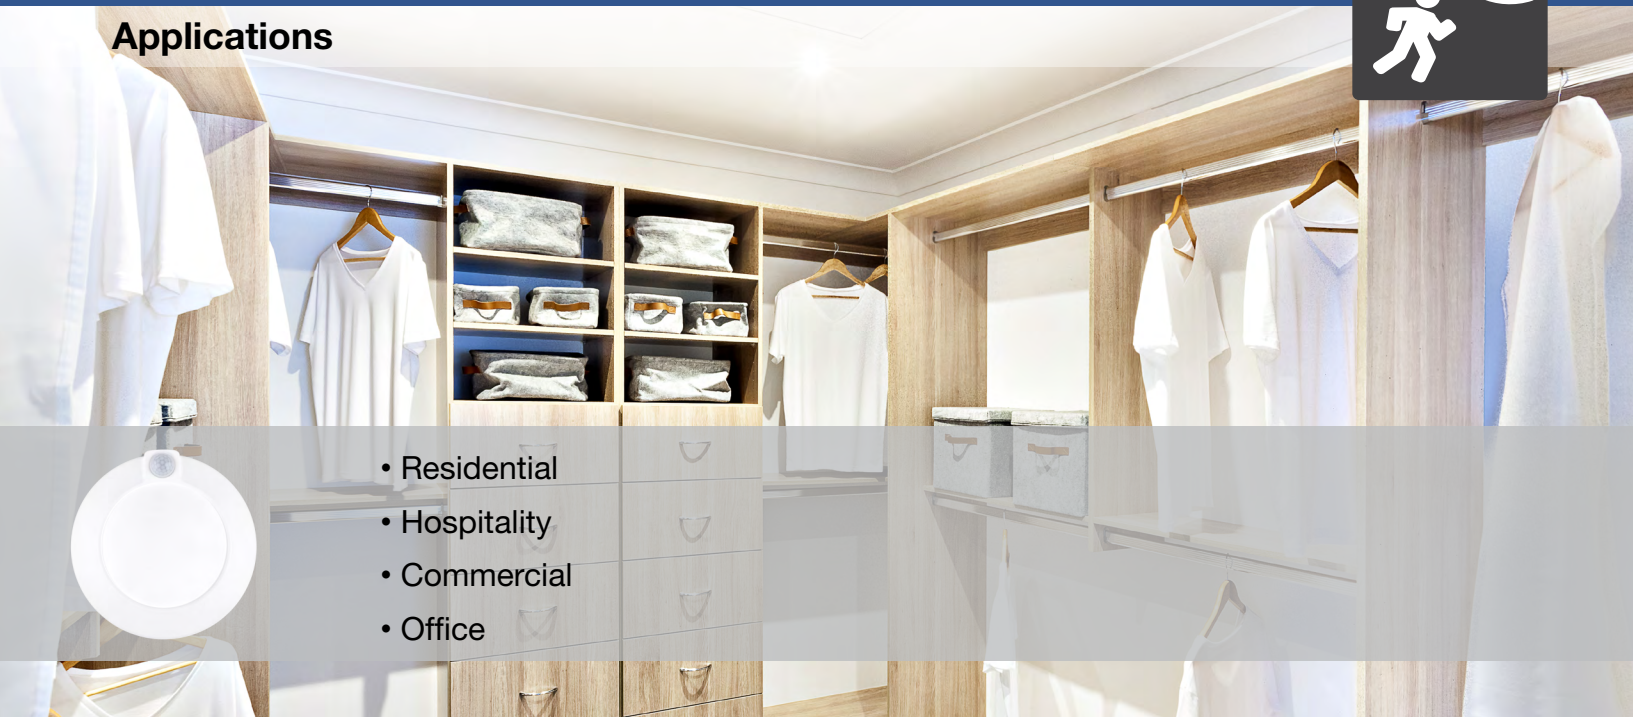 Applications
• Residential
• Hospitality
• Commercial
• Office